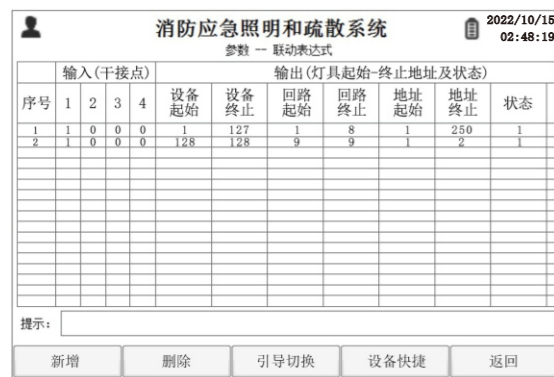 消防应急照明和疏散系统
2022/10/15
02:48:19
参数 -- 联动表达式
输入(干接点) 输出(灯具起始-终止地址及状态)
序号 1 2 3 4 设备起始 设备终止 回路起始 回路终止 地址起始 地址终止 状态
1 1 0 0 0 1 127 1 8 1 250 1
2 1 0 0 0 128 128 9 9 1 2 1
提示:
新增 删除 引导切换 设备快捷 返回